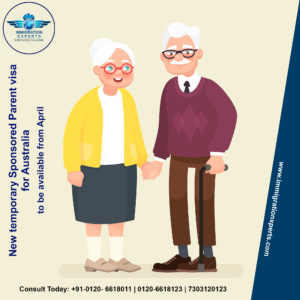 IMMIGRATION
EXPERTS
New temporary Sponsored Parent visa
for Australia
to be available from April
www.immigrationxperts.com
Consult Today: +91-0120- 6618011 | 0120-6618123 | 7303120123